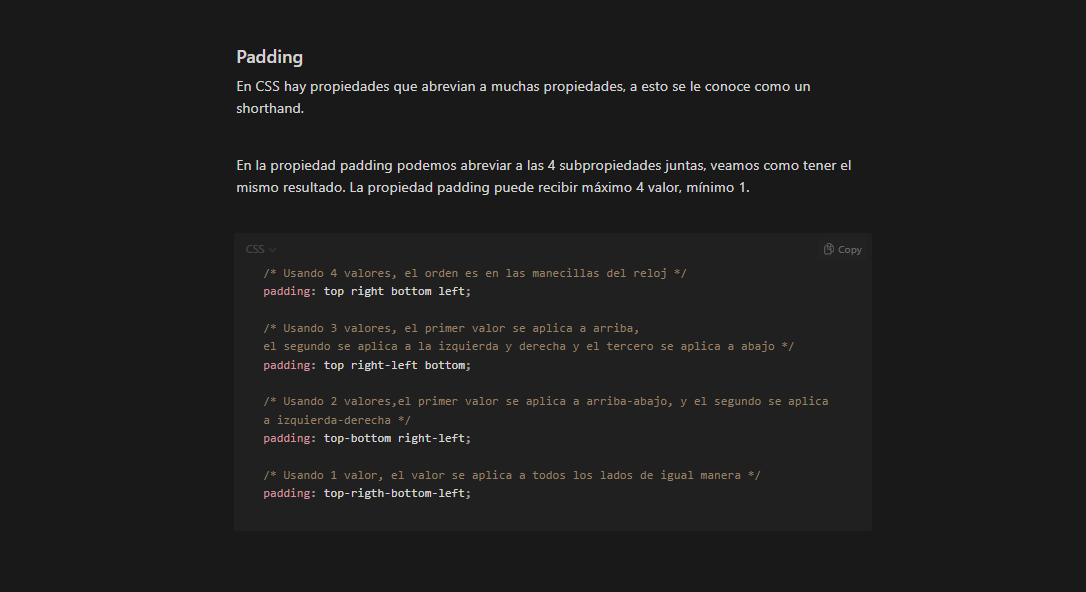 Padding
En CSS hay propiedades que abrevian a muchas propiedades, a esto se le conoce como un
shorthand.
En la propiedad padding podemos abreviar a las 4 subpropiedades juntas, veamos como tener el
mismo resultado. La propiedad padding puede recibir máximo 4 valor, mínimo 1.
CSS
Copy
/* Usando 4 valores, el orden es en las manecillas del reloj */
padding: top right bottom left;
/* Usando 3 valores, el primer valor se aplica a arriba,
el segundo se aplica a la izquierda y derecha y el tercero se aplica a abajo */
padding: top right-left bottom;
/* Usando 2 valores,el primer valor se aplica a arriba-abajo, y el segundo se aplica
a izquierda-derecha */
padding: top-bottom right-left;
/* Usando 1 valor, el valor se aplica a todos los lados de igual manera */
padding: top-rigth-bottom-left;